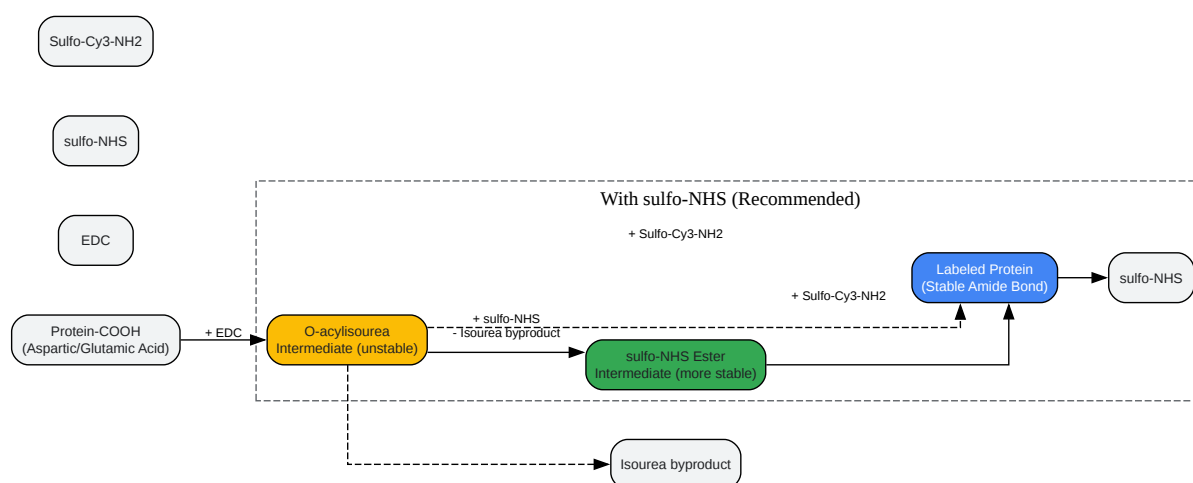 Sulfo-Cy3-NH2
sulfo-NHS
EDC
With sulfo-NHS (Recommended)
+ Sulfo-Cy3-NH2
Labeled Protein
(Stable Amide Bond)
sulfo-NHS
+ Sulfo-Cy3-NH2
Protein-COOH
(Aspartic/Glutamic Acid)
+ EDC
O-acylisourea
Intermediate (unstable)
+ sulfo-NHS
- Isourea byproduct
sulfo-NHS Ester
Intermediate (more stable)
Isourea byproduct